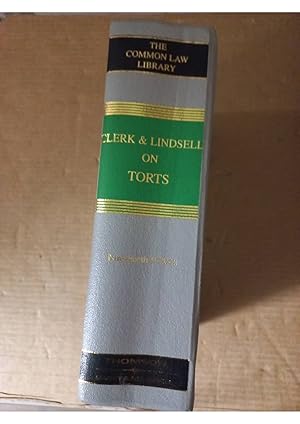 THE
COMMON LAW
LIBRARY
CLERK & LINDSELL
ON
TORTS
THOMSON